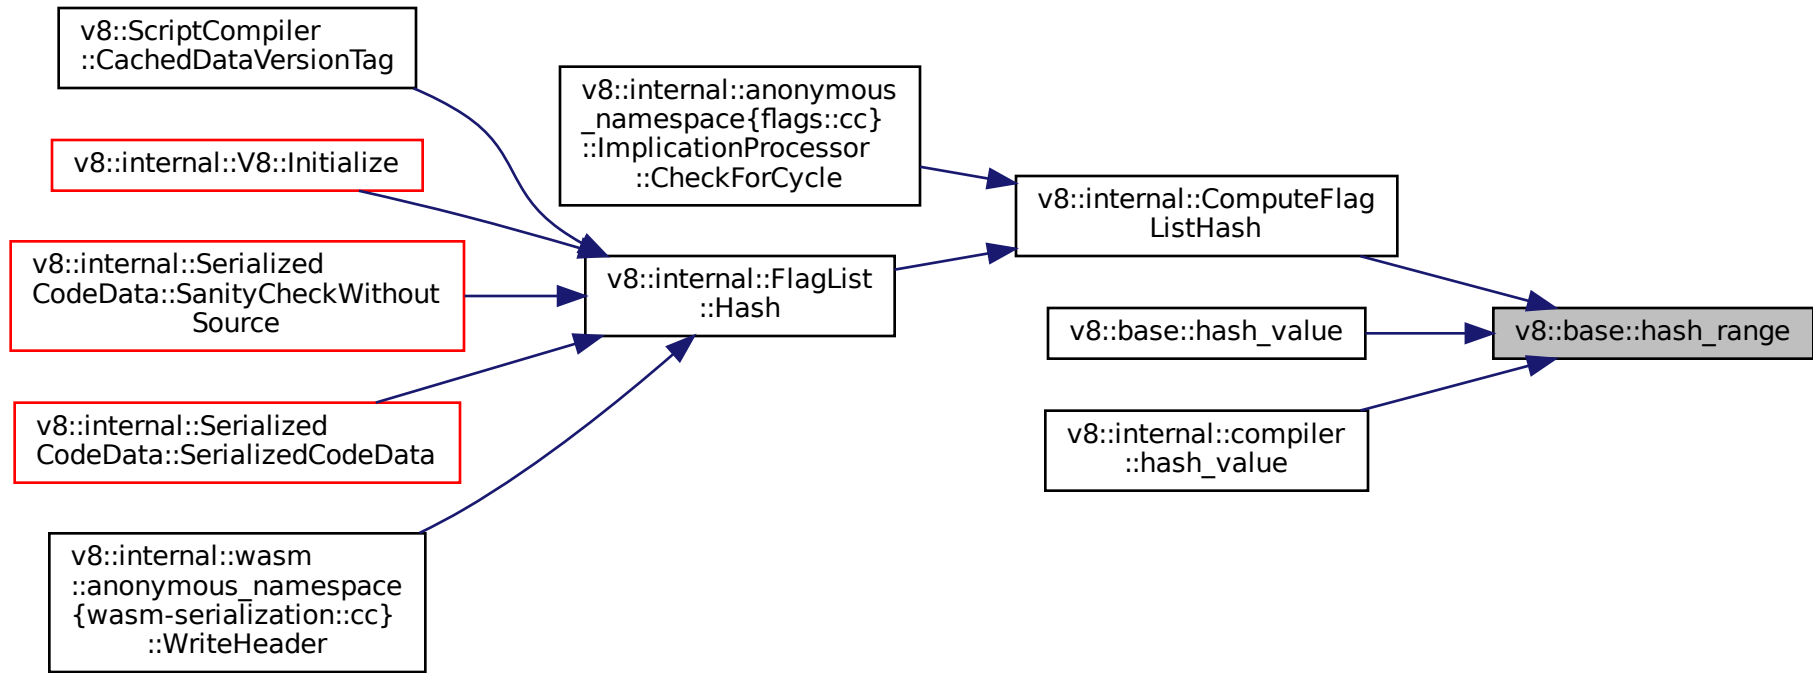 v8::ScriptCompiler
::CachedDataVersionTag
v8::internal::V8::Initialize
v8::internal::Serialized
CodeData::SanityCheckWithout
Source
v8::internal::Serialized
CodeData::SerializedCodeData
v8::internal::wasm
::anonymous_namespace
{wasm-serialization::cc}
::WriteHeader
v8::internal::anonymous
_namespace{flags::cc}
::ImplicationProcessor
::CheckForCycle
v8::internal::FlagList
::Hash
v8::internal::ComputeFlag
ListHash
v8::base::hash_value
v8::internal::compiler
::hash_value
v8::base::hash_range